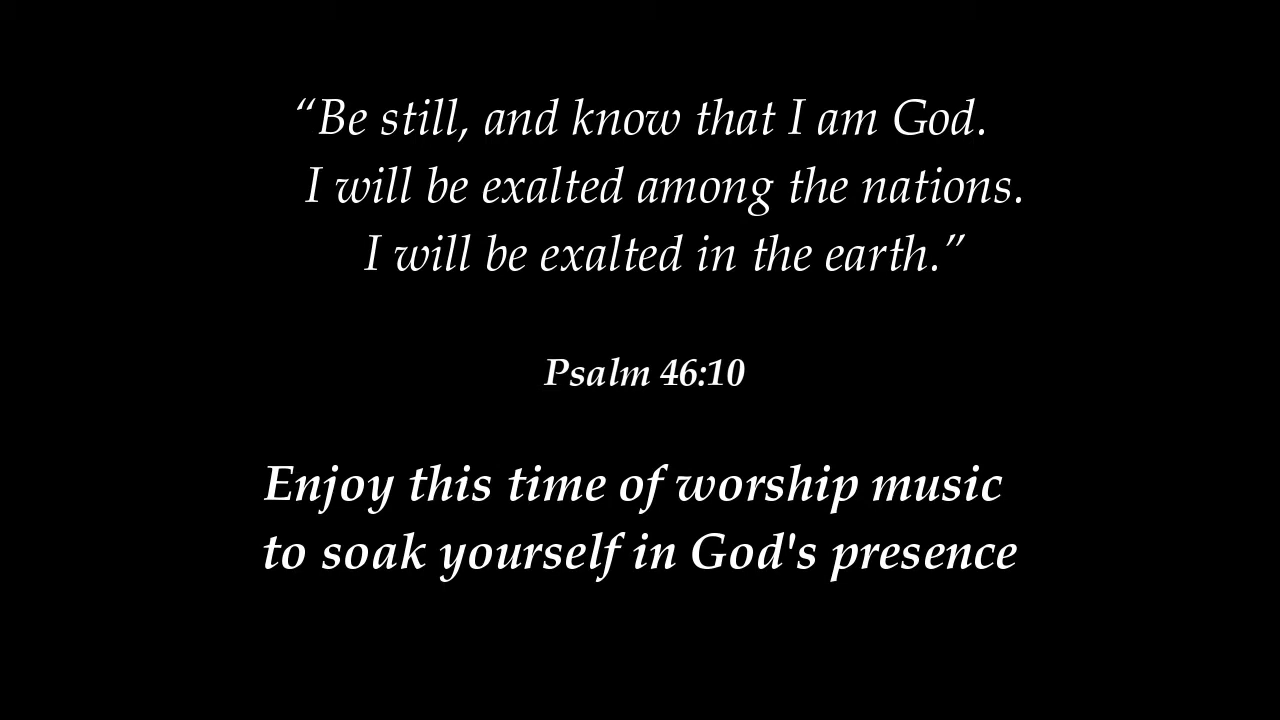 “Be still, and know that I am God.
I will be exalted among the nations.
I will be exalted in the earth.”
Psalm 46:10
Enjoy this time of worship music
to soak yourself in God's presence